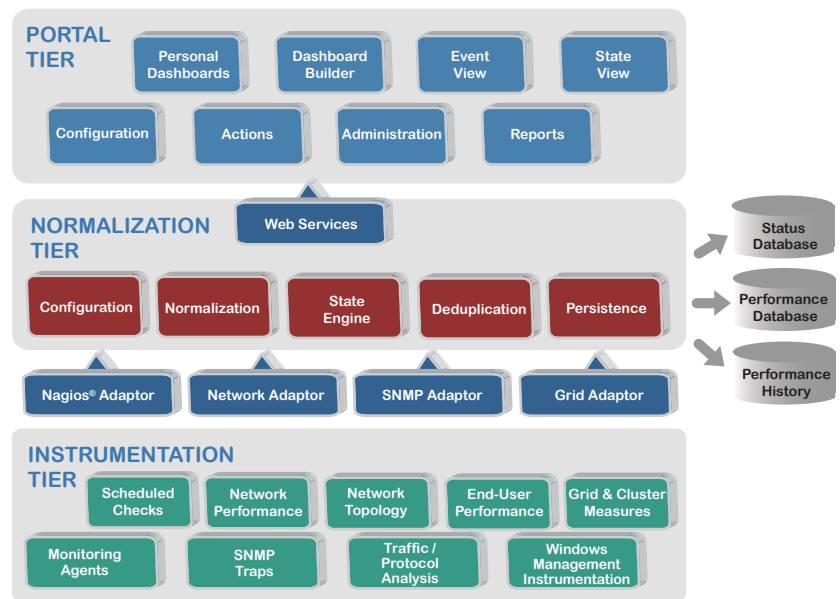 PORTAL
TIER
Personal
Dashboards
Dashboard
Builder
Event
View
State
View
Configuration
Actions
Administration
Reports
Web Services
NORMALIZATION
TIER
Configuration
Normalization
State
Engine
Deduplication
Persistence
Status
Database
Performance
Database
Performance
History
Nagios® Adaptor
Network Adaptor
SNMP Adaptor
Grid Adaptor
INSTRUMENTATION
TIER
Scheduled
Checks
Network
Performance
Network
Topology
End-User
Performance
Grid & Cluster
Measures
Monitoring
Agents
SNMP
Traps
Traffic /
Protocol
Analysis
Windows
Management
Instrumentation